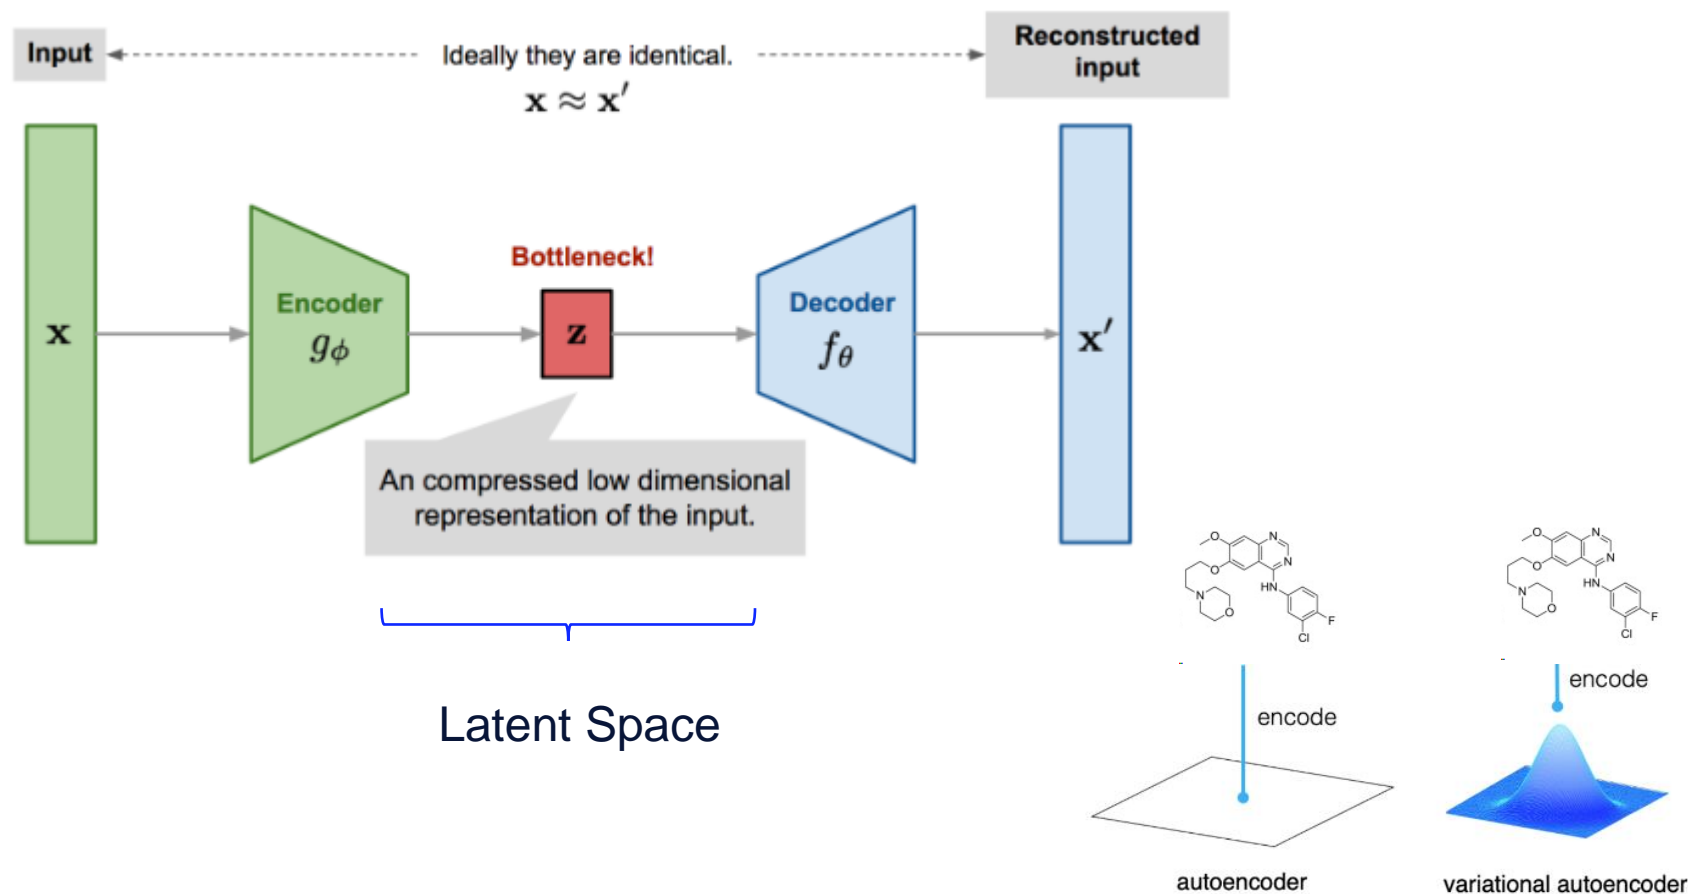 Input
Ideally they are identical.
x ≈ x′
Reconstructed
input
x
Encoder
gϕ
Bottleneck!
z
Decoder
fθ
x′
An compressed low dimensional
representation of the input.
Latent Space
O
N
N
O
HN
N
O
F
Cl
encode
autoencoder
O
N
N
O
HN
N
O
F
Cl
encode
variational autoencoder